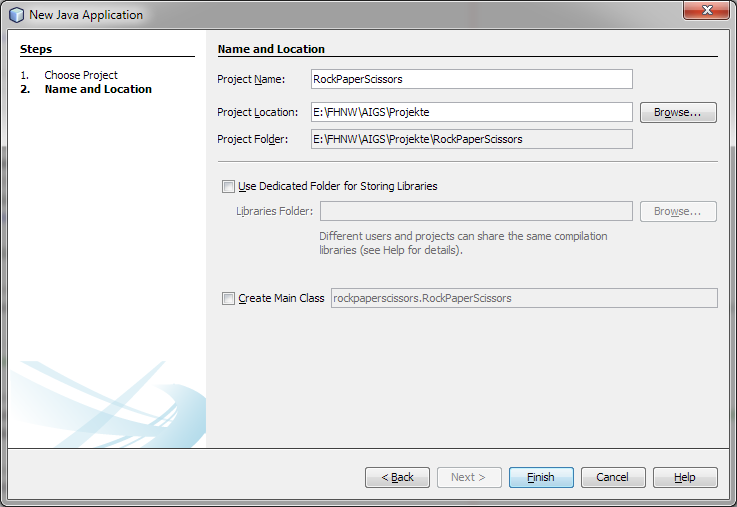 New Java Application
Steps
1. Choose Project
2. Name and Location
Name and Location
Project Name: RockPaperScissors
Project Location: E:\FHNW\AIGS\Projekte Browse...
Project Folder: E:\FHNW\AIGS\Projekte\RockPaperScissors
Use Dedicated Folder for Storing Libraries
Libraries Folder: Browse...
Different users and projects can share the same compilation
libraries (see Help for details).
Create Main Class rockpaperscissors.RockPaperScissors
< Back Next > Finish Cancel Help